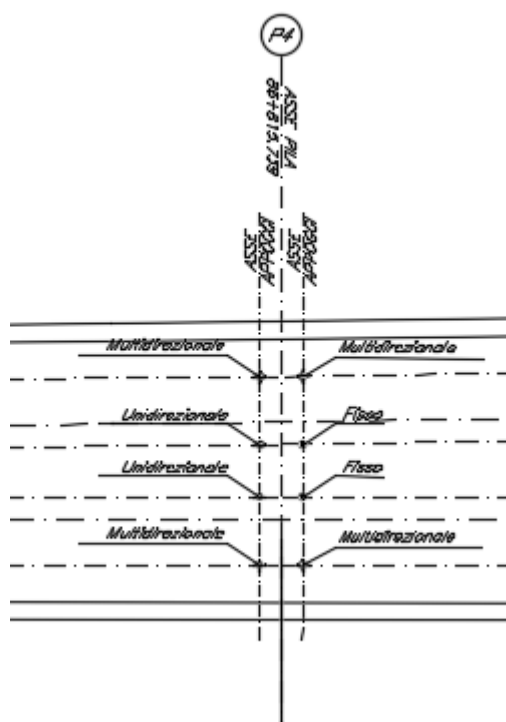 P4
ASSE PILA
ASSE
APPOGGI
ASSE
APPOGGI
Multidirezionale
Multidirezionale
Unidirezionale
Fisso
Unidirezionale
Fisso
Multidirezionale
Multidirezionale